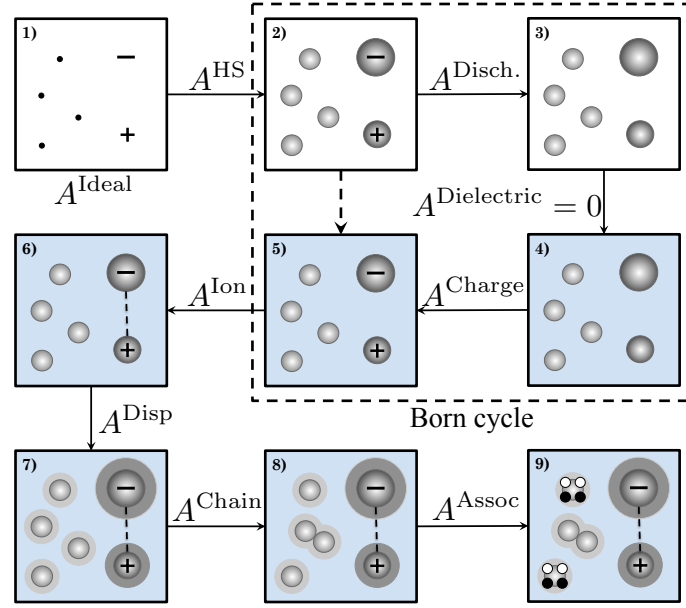 1)
−
+
A^Ideal
A^HS
2)
−
+
A^Disch.
3)
A^Dielectric = 0
6)
−
+
A^Ion
5)
−
+
A^Charge
4)
Born cycle
A^Disp
7)
−
+
A^Chain
8)
−
+
A^Assoc
9)
−
+